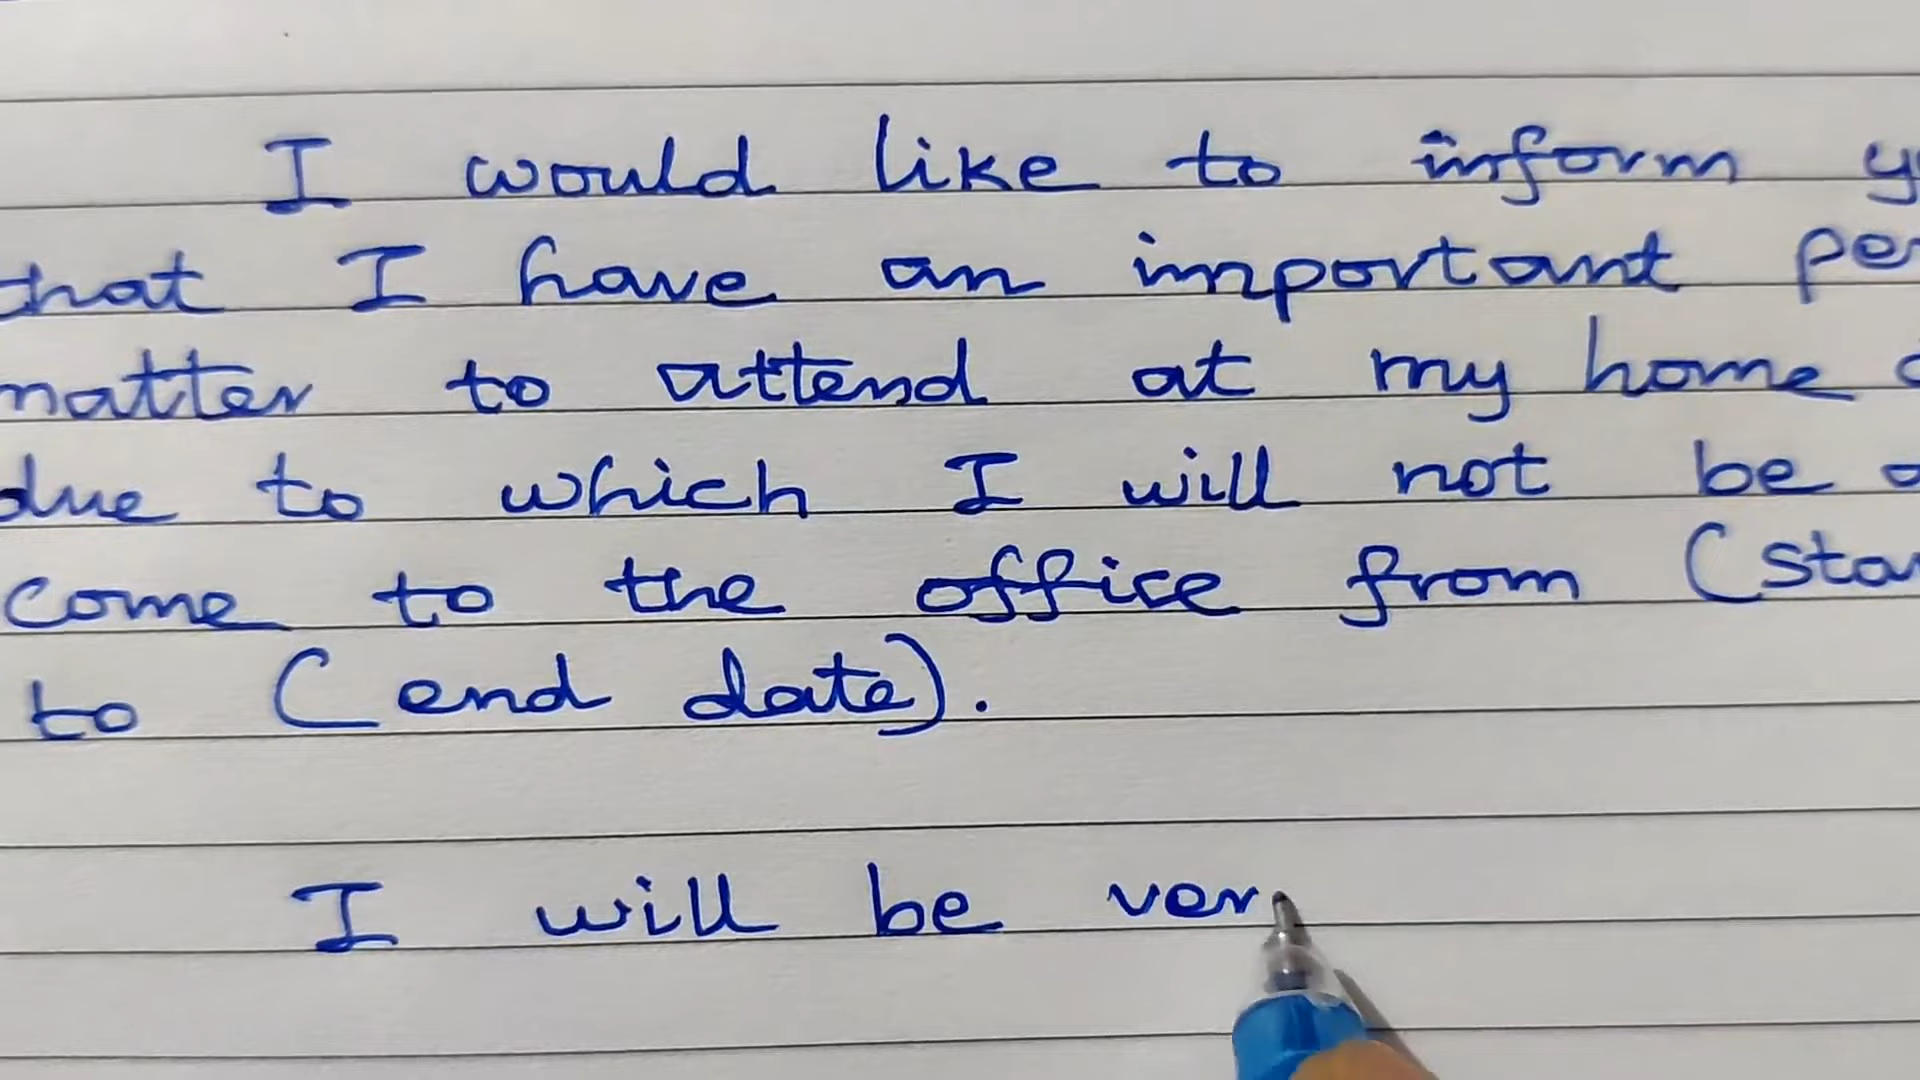 I would like to inform
that I have an important
matter to attend at my home
due to which I will not be
come to the office from
to (end date).
I will be